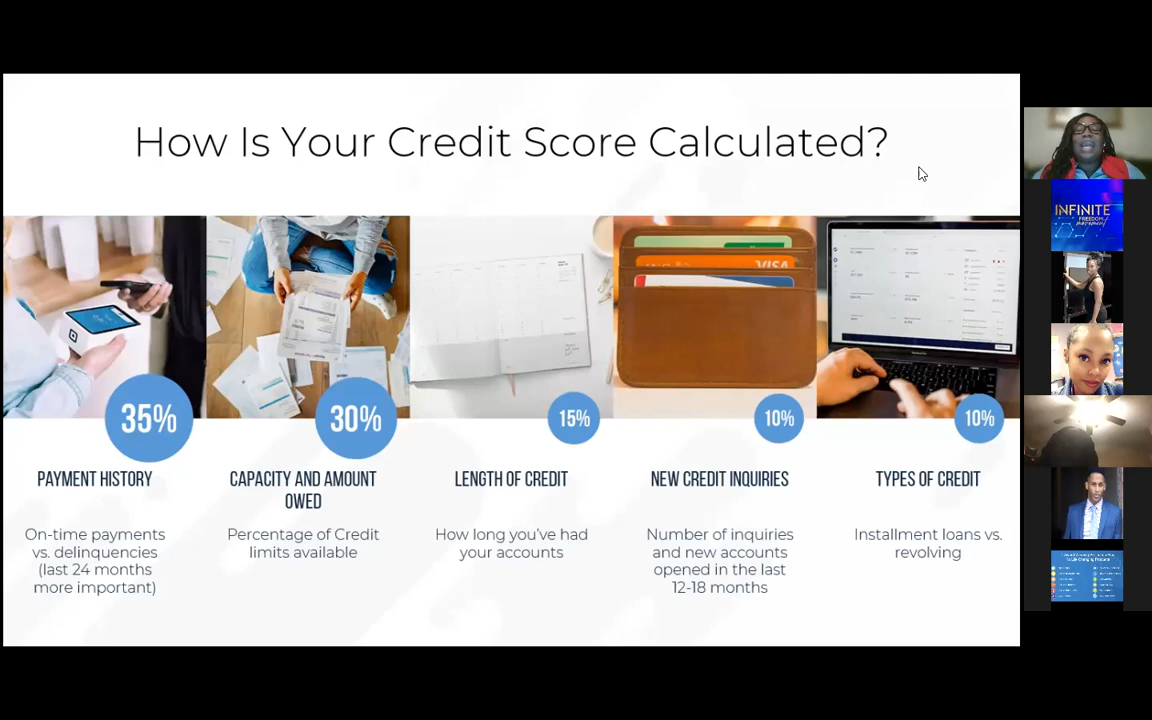 How Is Your Credit Score Calculated?
VISA
35%
30%
15%
10%
10%
PAYMENT HISTORY
CAPACITY AND AMOUNT
OWED
LENGTH OF CREDIT
NEW CREDIT INQUIRIES
TYPES OF CREDIT
On-time payments
vs. delinquencies
(last 24 months
more important)
Percentage of Credit
limits available
How long you've had
your accounts
Number of inquiries
and new accounts
opened in the last
12-18 months
Installment loans vs.
revolving
INFINITE
FREEDOM